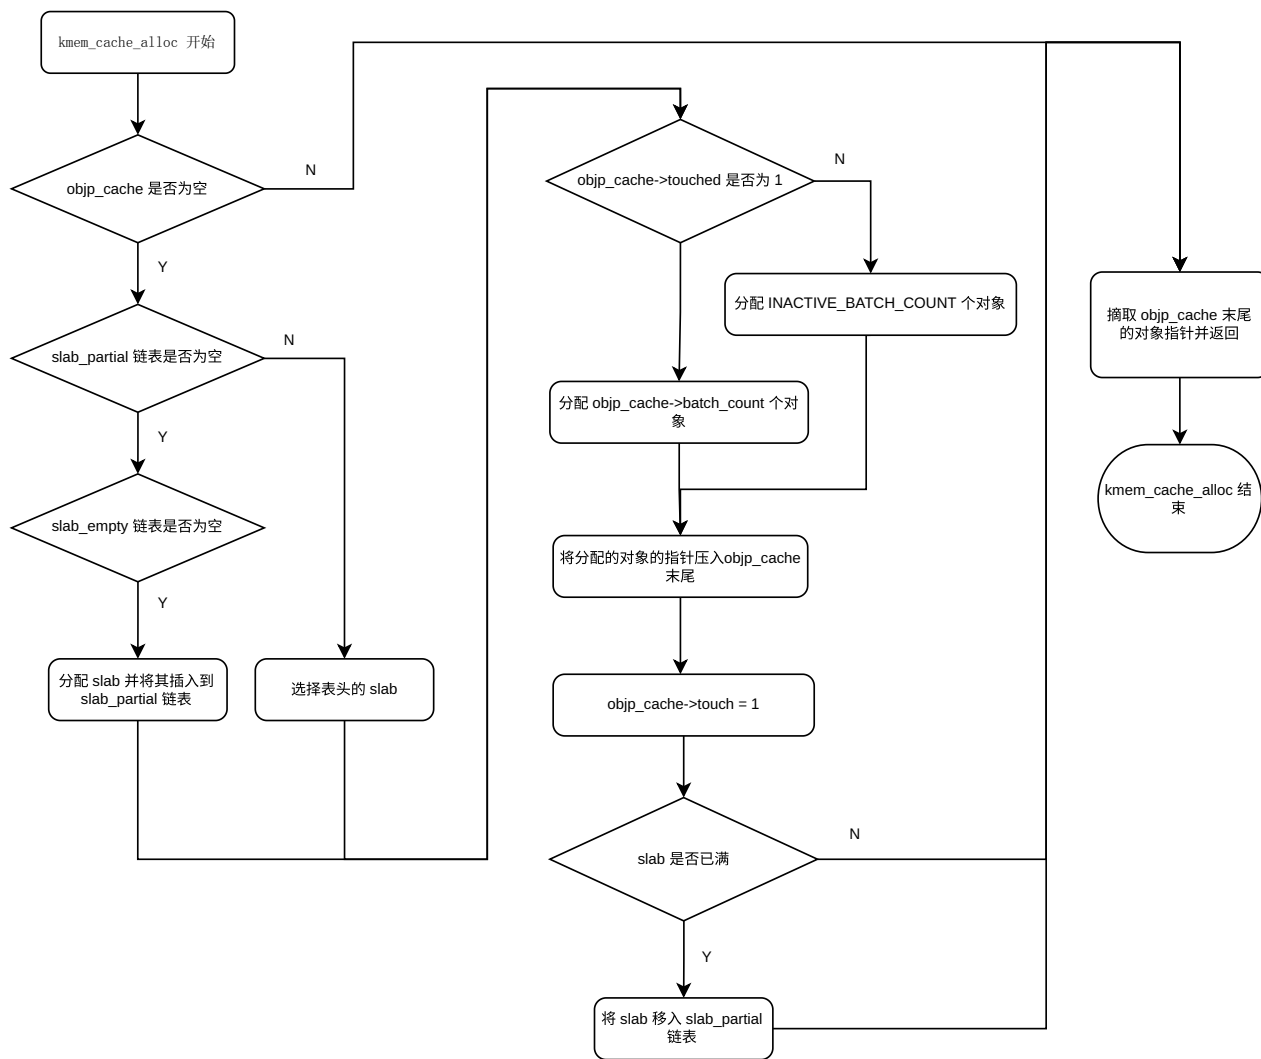 kmem_cache_alloc 开始
objp_cache 是否为空
N
Y
slab_partial 链表是否为空
N
Y
slab_empty 链表是否为空
Y
分配 slab 并将其插入到
slab_partial 链表
选择表头的 slab
objp_cache->touched 是否为 1
N
分配 INACTIVE_BATCH_COUNT 个对象
分配 objp_cache->batch_count 个对
象
将分配的对象的指针压入objp_cache
末尾
objp_cache->touch = 1
slab 是否已满
N
Y
将 slab 移入 slab_partial
链表
摘取 objp_cache 末尾
的对象指针并返回
kmem_cache_alloc 结
束